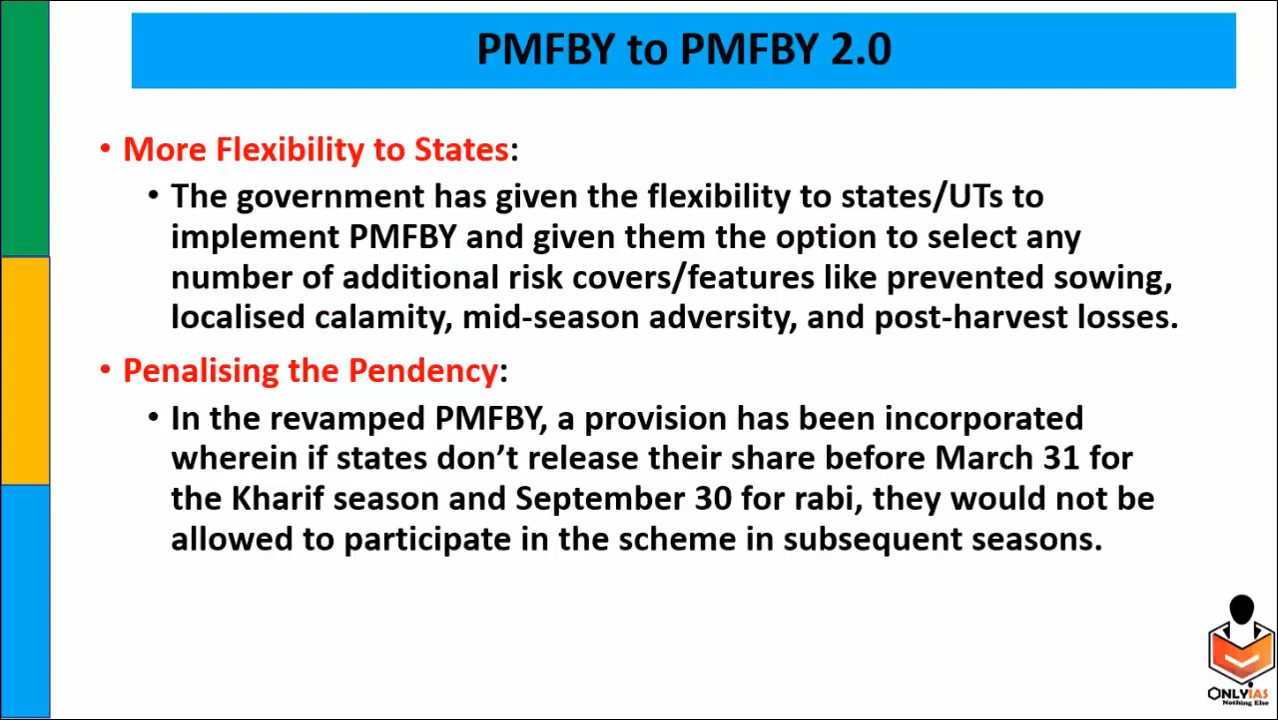 PMFBY to PMFBY 2.0
• More Flexibility to States:
• The government has given the flexibility to states/UTs to
implement PMFBY and given them the option to select any
number of additional risk covers/features like prevented sowing,
localised calamity, mid-season adversity, and post-harvest losses.
• Penalising the Pendency:
• In the revamped PMFBY, a provision has been incorporated
wherein if states don’t release their share before March 31 for
the Kharif season and September 30 for rabi, they would not be
allowed to participate in the scheme in subsequent seasons.
ONLYIAS
Nothing Else